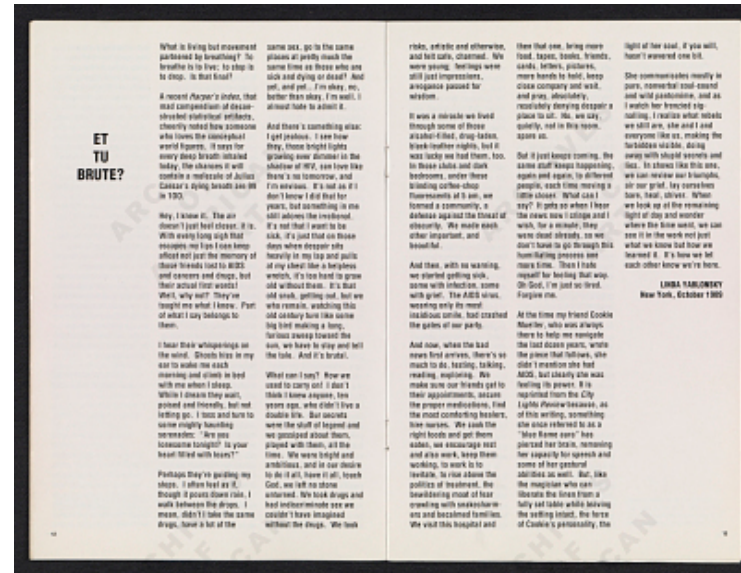 ET
TU
BRUTE?
What is living but movement
partnered by breathing? To
breathe is to live; to stop is
to drop. Is that final?
A recent Harper's Index, that
mad compendium of decon-
structed statistical artifacts,
cheerily noted how someone
who loves the conceptual
world figures. It says for
every deep breath inhaled
today, the chances it will
contain a molecule of Julius
Caesar's dying breath are 99
in 100.
Hey, I knew it. The air
doesn't just feel closer, it is.
With every long sigh that
escapes my lips I can keep
afloat not just the memory of
those friends lost to AIDS
and cancers and drugs, but
their actual first words!
Well, why not? They've
taught me what I know. Part
of what I say belongs to
them.
I hear their whisperings on
the wind. Ghosts hiss in my
ear to wake me each
morning and climb in bed
with me when I sleep.
While I dream they wait,
poised and friendly, but not
letting go. I toss and turn to
some mighty haunting
serenades: "Are you
lonesome tonight? Is your
heart filled with tears?"
Perhaps they're guiding my
steps. I often feel as if,
though it pours down rain, I
walk between the drops. I
mean, didn't I take the same
drugs, have a lot of the
same sex, go to the same
places at pretty much the
same time as those who are
sick and dying or dead? And
yet, and yet... I'm okay, no,
better than okay, I'm well. I
almost hate to admit it.
And there's something else:
I get jealous. I see how
they, those bright lights
growing ever dimmer in the
shadow of HIV, can love like
there's no tomorrow, and
I'm envious. It's not as if I
don't know I did that for
years, but something in me
still adores the irrational.
It's not that I want to be
sick, it's just that on those
days when despair sits
heavily in my lap and pulls
at my chest like a helpless
wretch, it's too hard to grow
old without them. It's that
old snob, getting out, but we
who remain, watching this
old century turn like some
big bird making a long,
furious sweep toward the
sun, we have to stay and tell
the tale. And it's brutal.
What can I say? How we
used to carry on! I don't
think I knew anyone, ten
years ago, who didn't live a
double life. Our secrets
were the stuff of legend and
we gossiped about them,
played with them, all the
time. We were bright and
ambitious, and in our desire
to do it all, have it all, touch
God, we left no stone
unturned. We took drugs and
had indiscriminate sex we
couldn't have imagined
without the drugs. We took
risks, artistic and otherwise,
and felt safe, charmed. We
were young; feelings were
still just impressions,
arrogance passed for
wisdom.
It was a miracle we lived
through some of those
alcohol-filled, drug-laden,
black-leather nights, but it
was lucky we had them, too.
In those clubs and dark
bedrooms, under those
blinding coffee-shop
fluorescents at 5 am, we
formed a community, a
defense against the threat of
obscurity. We made each
other important, and
beautiful.
And then, with no warning,
we started getting sick,
some with infection, some
with grief. The AIDS virus,
wearing only its most
insidious smile, had crashed
the gates of our party.
And now, when the bad
news first arrives, there's so
much to do, testing, talking,
reading, exploring. We
make sure our friends get to
their appointments, secure
the proper medications, find
the most comforting healers,
hire nurses. We cook the
right foods and get them
eaten, we encourage rest
and also work, keep them
working, to work is to
levitate, to rise above the
politics of treatment, the
bewildering moat of fear
crawling with snakecharm-
ers and becalmed families.
We visit this hospital and
then that one, bring more
food, tapes, books, friends,
cards, letters, pictures,
more hands to hold, keep
close company and wait,
and pray, absolutely,
resolutely denying despair a
place to sit. No, we say,
quietly, not in this room,
spare us.
But it just keeps coming, the
same stuff keeps happening,
again and again, to different
people, each time moving a
little closer. What can I
say? It gets so when I hear
the news now I cringe and I
wish, for a minute, they
were dead already, so we
don't have to go through this
humiliating process one
more time. Then I hate
myself for feeling that way.
Oh God, I'm just so tired.
Forgive me.
At the time my friend Cookie
Mueller, who was always
there to help me navigate
the last dozen years, wrote
the piece that follows, she
didn't mention she had
AIDS, but clearly she was
feeling its power. It is
reprinted from the City
Lights Review because, as
of this writing, something
she once referred to as a
"blue flame aura" has
pierced her brain, removing
her capacity for speech and
some of her gestural
abilities as well. But, like
the magician who can
liberate the linen from a
fully set table while leaving
the setting intact, the force
of Cookie's personality, the
light of her soul, if you will,
hasn't wavered one bit.
She communicates mostly in
pure, nonverbal soul-sound
and wild pantomime, and as
I watch her frenzied sig-
nalling, I realize what rebels
we still are, she and I and
everyone like us, making the
forbidden visible, doing
away with stupid secrets and
lies. In shows like this one,
we can review our triumphs,
air our grief, lay ourselves
bare, heal, shiver. When
we look up at the remaining
light of day and wonder
where the time went, we can
see it in the work not just
what we know but how we
learned it. It's how we let
each other know we're here.
LINDA YABLONSKY
New York, October 1989